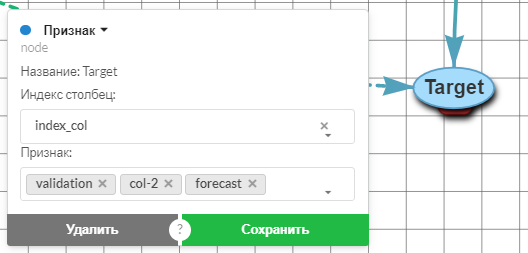 Признак
node
Название: Target
Индекс столбец:
index_col
Признак:
validation col-2 forecast
Удалить ? Сохранить
Target